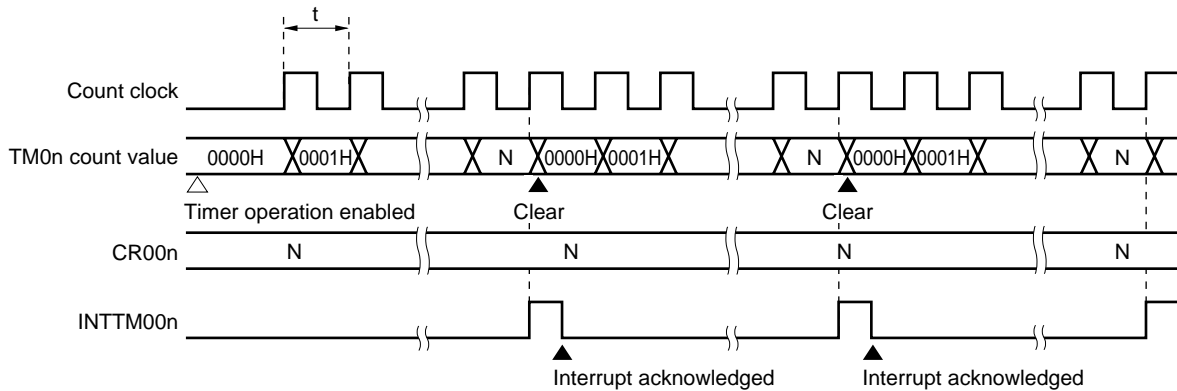 t
Count clock
TM0n count value 0000H 0001H N 0000H 0001H N 0000H 0001H N
Timer operation enabled Clear Clear
CR00n N N N N
INTTM00n
Interrupt acknowledged Interrupt acknowledged